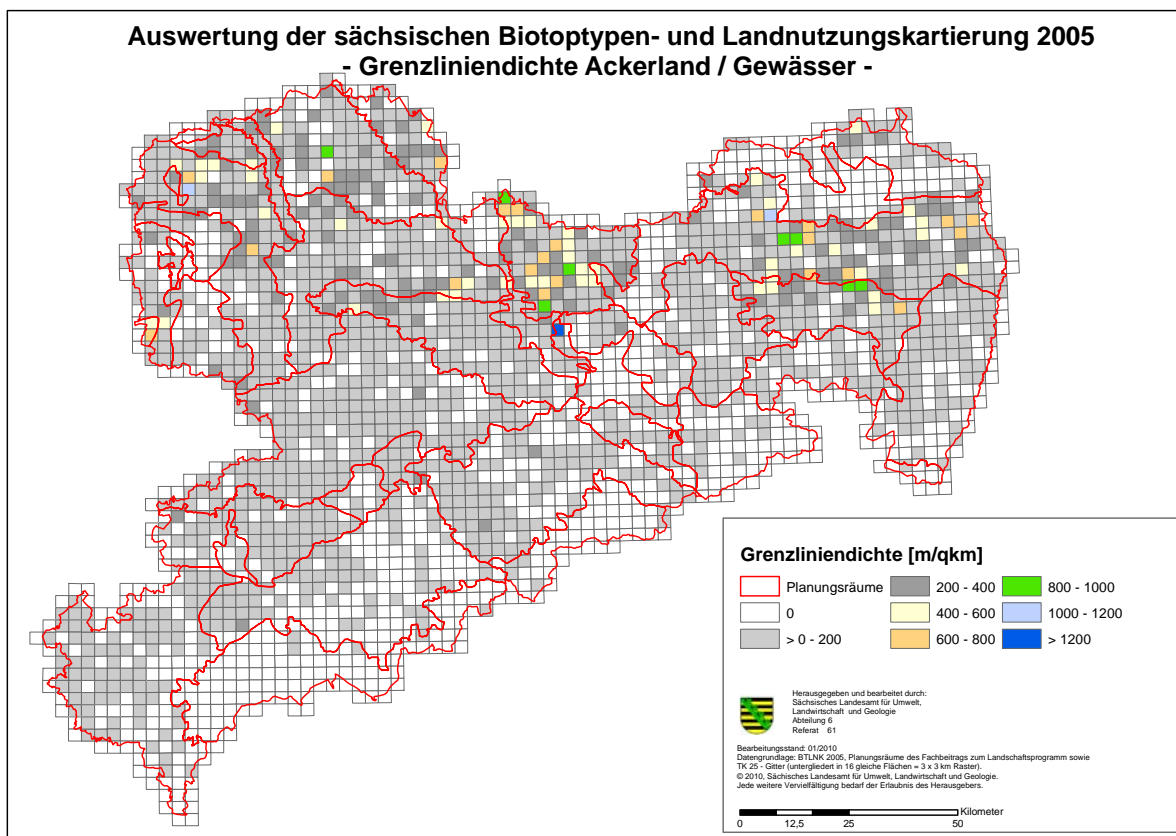 Auswertung der sächsischen Biotoptypen- und Landnutzungskartierung 2005
- Grenzliniendichte Ackerland / Gewässer -
Grenzliniendichte [m/qkm]
Planungsräume
0
> 0 - 200
200 - 400
400 - 600
600 - 800
800 - 1000
1000 - 1200
> 1200
Herausgegeben und bearbeitet durch:
Sächsisches Landesamt für Umwelt,
Landwirtschaft und Geologie
Abteilung 6
Referat 61
Bearbeitungsstand: 01/2010
Datengrundlage: BTLNK 2005, Planungsräume des Fachbeitrags zum Landschaftsprogramm sowie
TK 25 - Gitter (untergliedert in 16 gleiche Flächen = 3 x 3 km Raster).
© 2010, Sächisches Landesamt für Umwelt, Landwirtschaft und Geologie.
Jede weitere Vervielfältigung bedarf der Erlaubnis des Herausgebers.
Kilometer
0 12,5 25 50